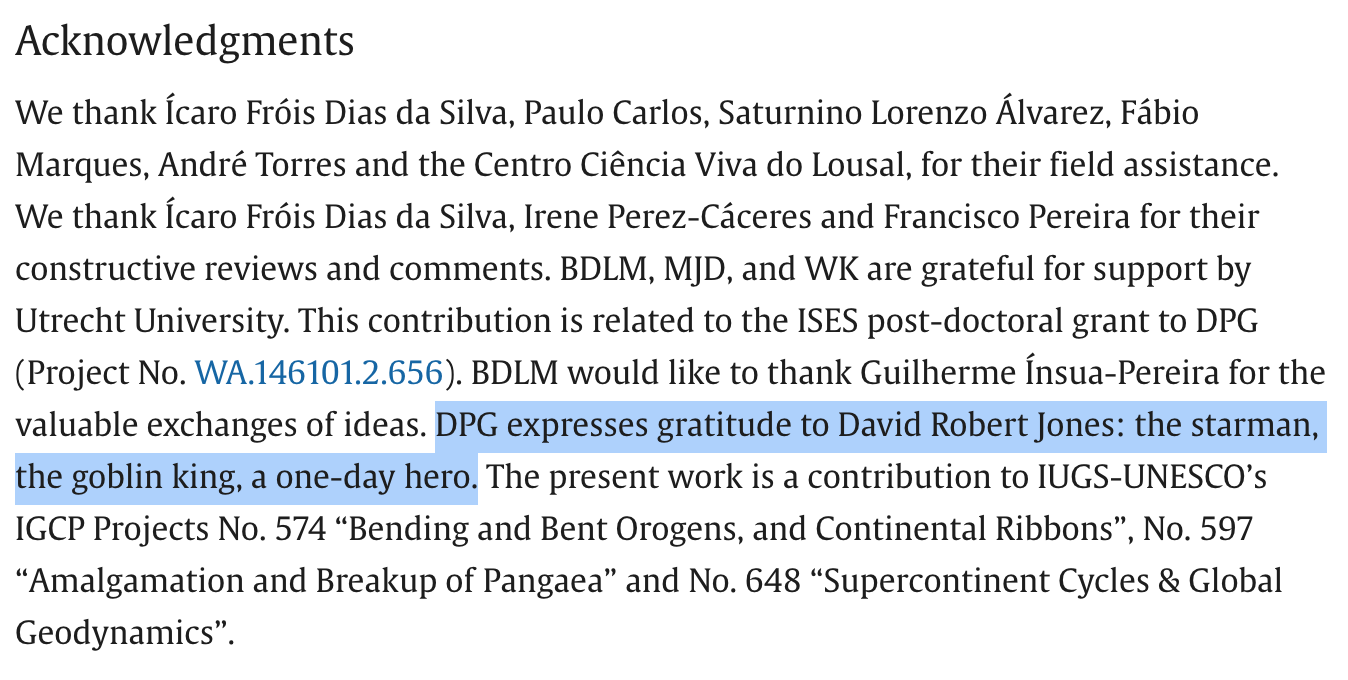 Acknowledgments
We thank Ícaro Fróis Dias da Silva, Paulo Carlos, Saturnino Lorenzo Álvarez, Fábio
Marques, André Torres and the Centro Ciência Viva do Lousal, for their field assistance.
We thank Ícaro Fróis Dias da Silva, Irene Perez-Cáceres and Francisco Pereira for their
constructive reviews and comments. BDLM, MJD, and WK are grateful for support by
Utrecht University. This contribution is related to the ISES post-doctoral grant to DPG
(Project No. WA.146101.2.656). BDLM would like to thank Guilherme Ínsua-Pereira for the
valuable exchanges of ideas. DPG expresses gratitude to David Robert Jones: the starman,
the goblin king, a one-day hero. The present work is a contribution to IUGS-UNESCO’s
IGCP Projects No. 574 “Bending and Bent Orogens, and Continental Ribbons”, No. 597
“Amalgamation and Breakup of Pangaea” and No. 648 “Supercontinent Cycles & Global
Geodynamics”.